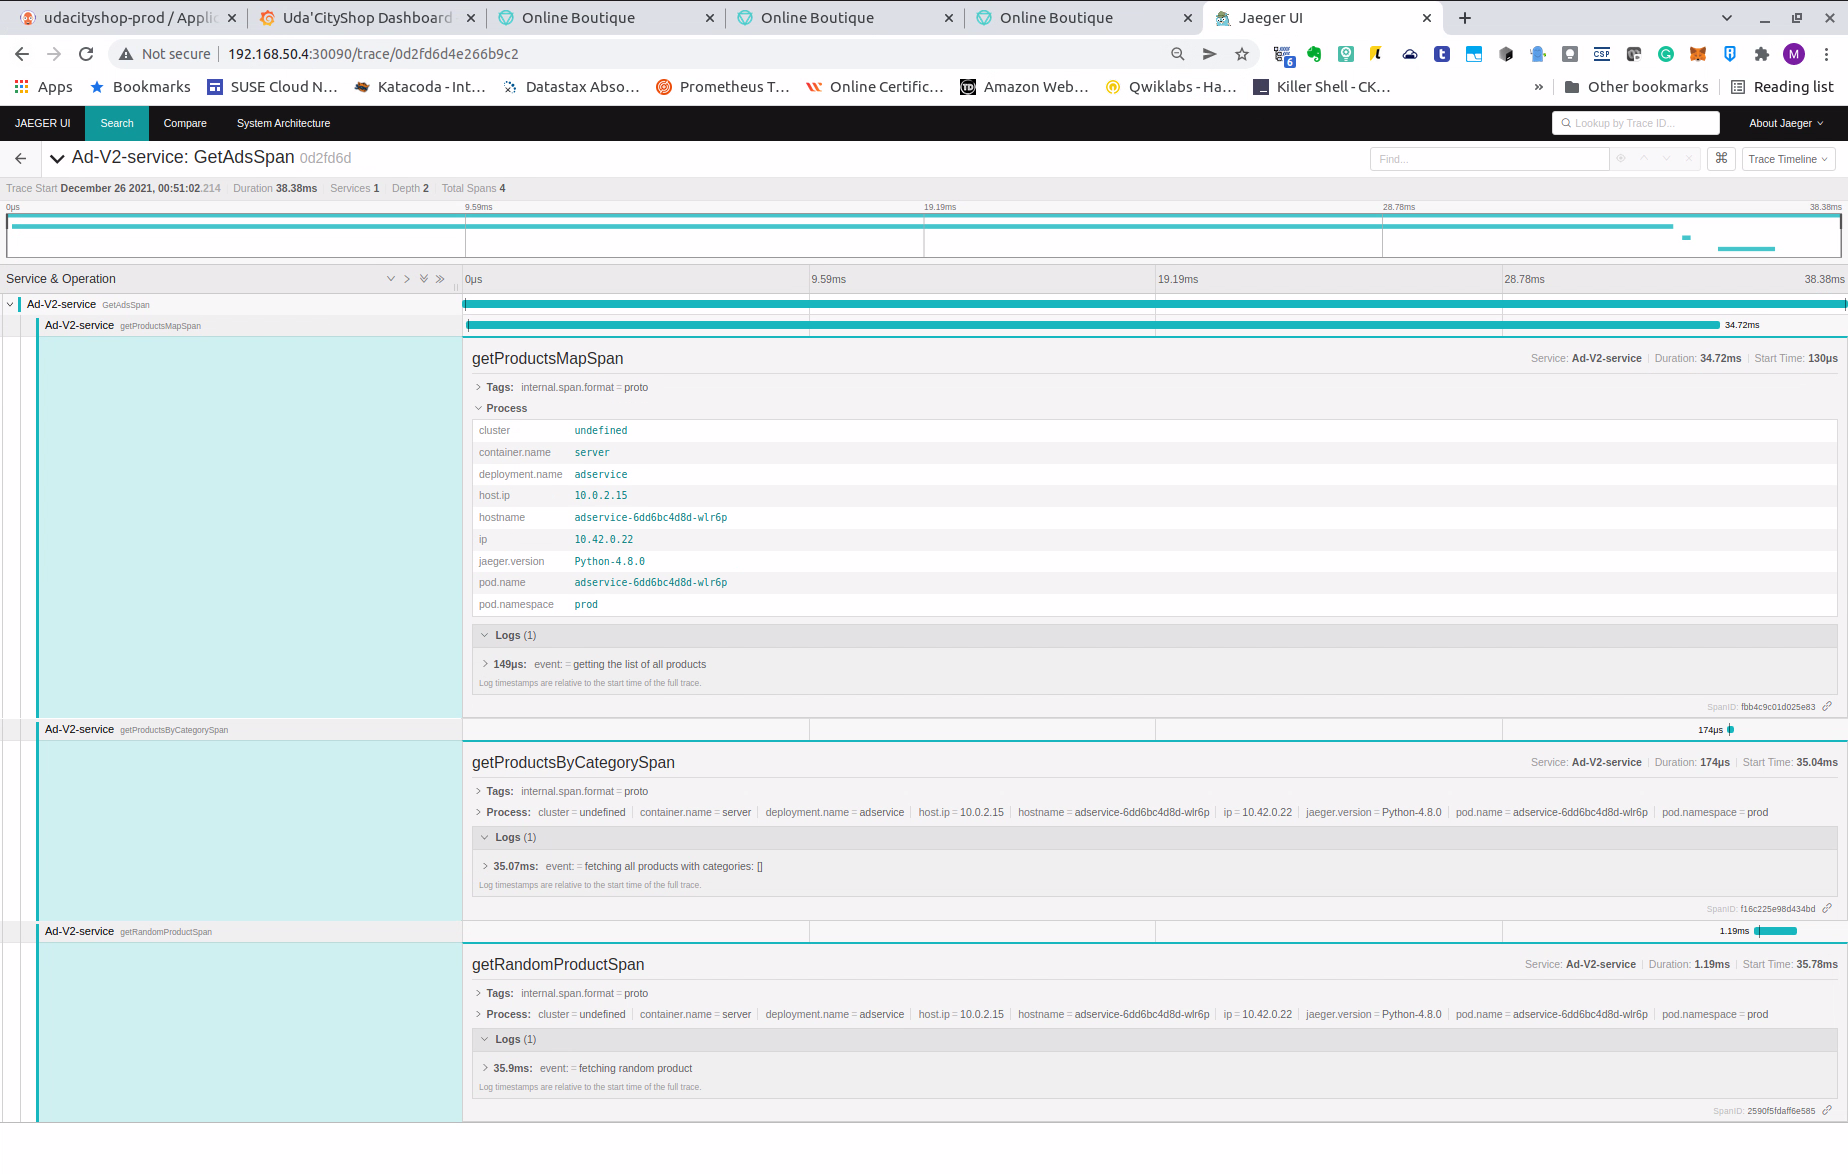 udacityshop-prod / Applic
Uda'CityShop Dashboard
Online Boutique
Online Boutique
Online Boutique
Jaeger UI
Not secure
192.168.50.4:30090/trace/0d2fd6d4e266b9c2
6
CSP
M
Apps
Bookmarks
SUSE Cloud N...
Katacoda - Int...
Datastax Abso...
Prometheus T...
Online Certific...
Amazon Web...
Qwiklabs - Ha...
Killer Shell - CK...
»
Other bookmarks
Reading list
JAEGER UI
Search
Compare
System Architecture
Lookup by Trace ID...
About Jaeger
Ad-V2-service: GetAdsSpan 0d2fd6d
Find...
Trace Timeline
Trace Start December 26 2021, 00:51:02.214 Duration 38.38ms Services 1 Depth 2 Total Spans 4
0μs 9.59ms 19.19ms 28.78ms 38.38ms
Service & Operation 0μs 9.59ms 19.19ms 28.78ms 38.38ms
Ad-V2-service GetAdsSpan
Ad-V2-service getProductsMapSpan 34.72ms
getProductsMapSpan Service: Ad-V2-service Duration: 34.72ms Start Time: 130μs
Tags: internal.span.format = proto
Process
cluster undefined
container.name server
deployment.name adservice
host.ip 10.0.2.15
hostname adservice-6dd6bc4d8d-wlr6p
ip 10.42.0.22
jaeger.version Python-4.8.0
pod.name adservice-6dd6bc4d8d-wlr6p
pod.namespace prod
Logs (1)
149μs: event: = getting the list of all products
Log timestamps are relative to the start time of the full trace.
SpanID: fbb4c9c01d025e83
Ad-V2-service getProductsByCategorySpan 174μs
getProductsByCategorySpan Service: Ad-V2-service Duration: 174μs Start Time: 35.04ms
Tags: internal.span.format = proto
Process: cluster = undefined container.name = server deployment.name = adservice host.ip = 10.0.2.15 hostname = adservice-6dd6bc4d8d-wlr6p ip = 10.42.0.22 jaeger.version = Python-4.8.0 pod.name = adservice-6dd6bc4d8d-wlr6p pod.namespace = prod
Logs (1)
35.07ms: event: = fetching all products with categories: []
Log timestamps are relative to the start time of the full trace.
SpanID: f16c225e98d434bd
Ad-V2-service getRandomProductSpan 1.19ms
getRandomProductSpan Service: Ad-V2-service Duration: 1.19ms Start Time: 35.78ms
Tags: internal.span.format = proto
Process: cluster = undefined container.name = server deployment.name = adservice host.ip = 10.0.2.15 hostname = adservice-6dd6bc4d8d-wlr6p ip = 10.42.0.22 jaeger.version = Python-4.8.0 pod.name = adservice-6dd6bc4d8d-wlr6p pod.namespace = prod
Logs (1)
35.9ms: event: = fetching random product
Log timestamps are relative to the start time of the full trace.
SpanID: 2590f5fdaff6e585